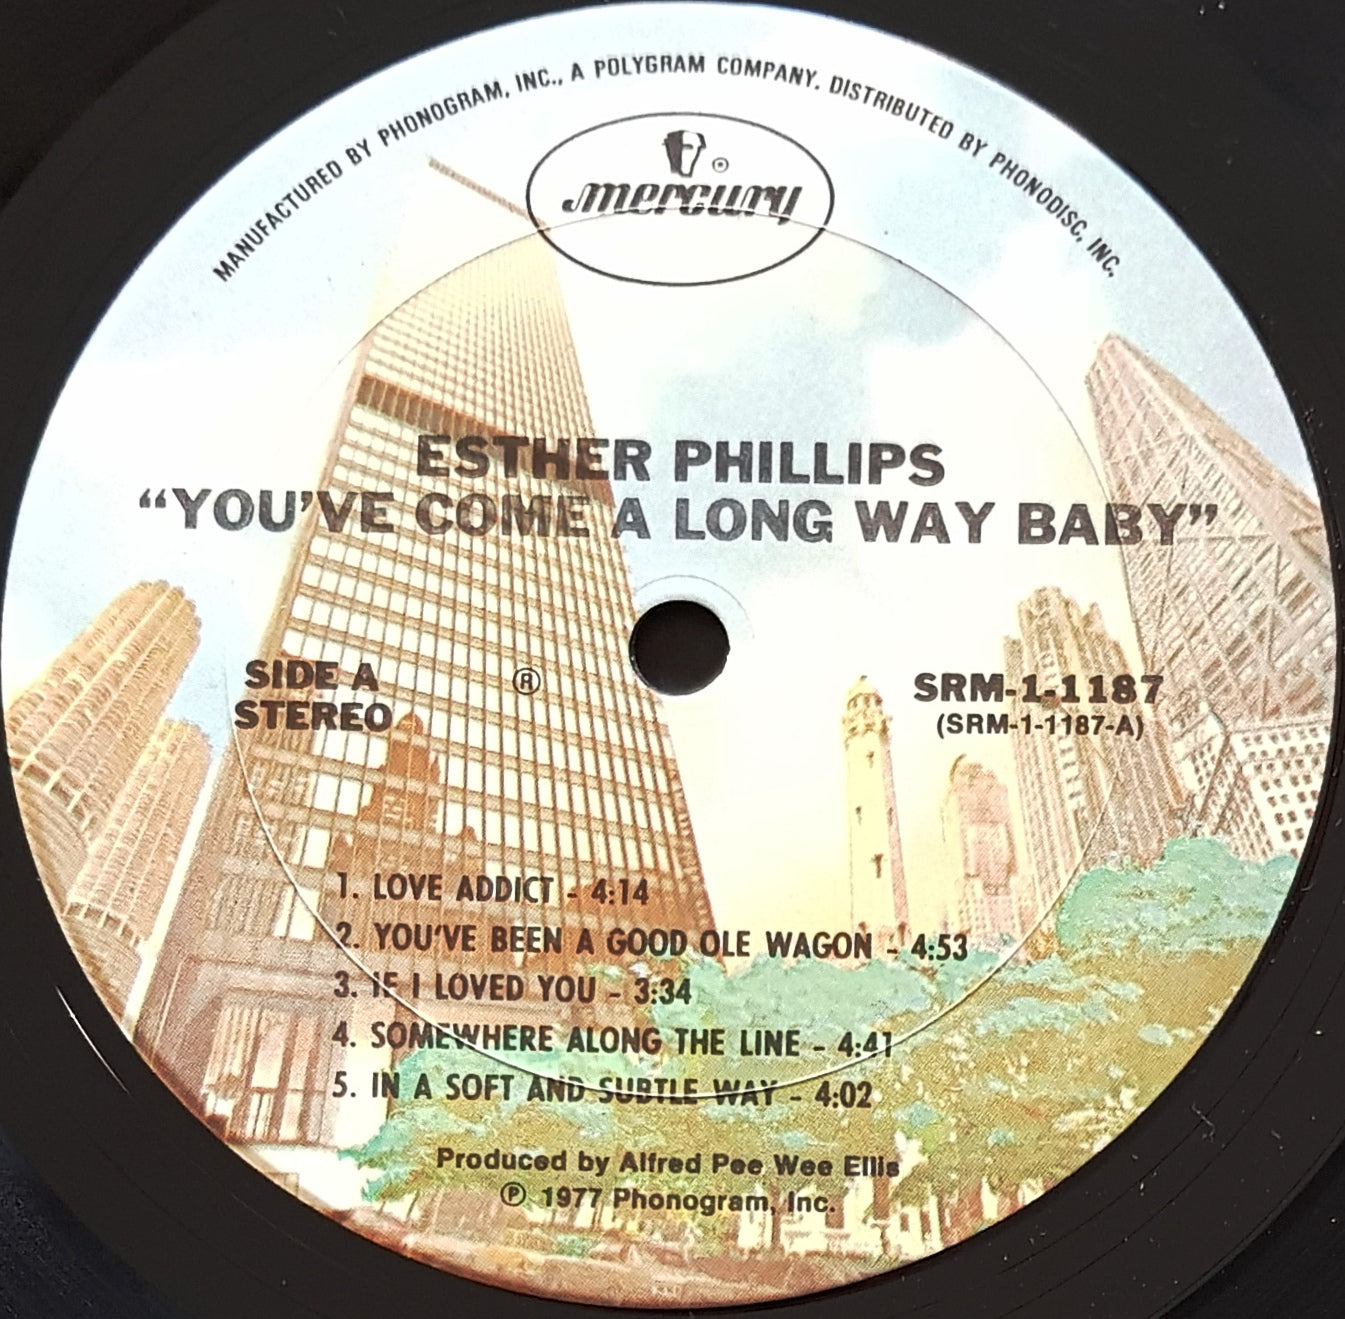 MANUFACTURED BY PHONOGRAM, INC., A POLYGRAM COMPANY. DISTRIBUTED BY PHONODISC, INC.
®
mercury
ESTHER PHILLIPS
“YOU'VE COME A LONG WAY BABY”
SIDE A
STEREO
Ⓡ
SRM-1-1187
(SRM-1-1187-A)
1. LOVE ADDICT - 4:14
2. YOU'VE BEEN A GOOD OLE WAGON - 4:53
3. IF I LOVED YOU - 3:34
4. SOMEWHERE ALONG THE LINE - 4:41
5. IN A SOFT AND SUBTLE WAY - 4:02
Produced by Alfred Pee Wee Ellis
℗ 1977 Phonogram, Inc.